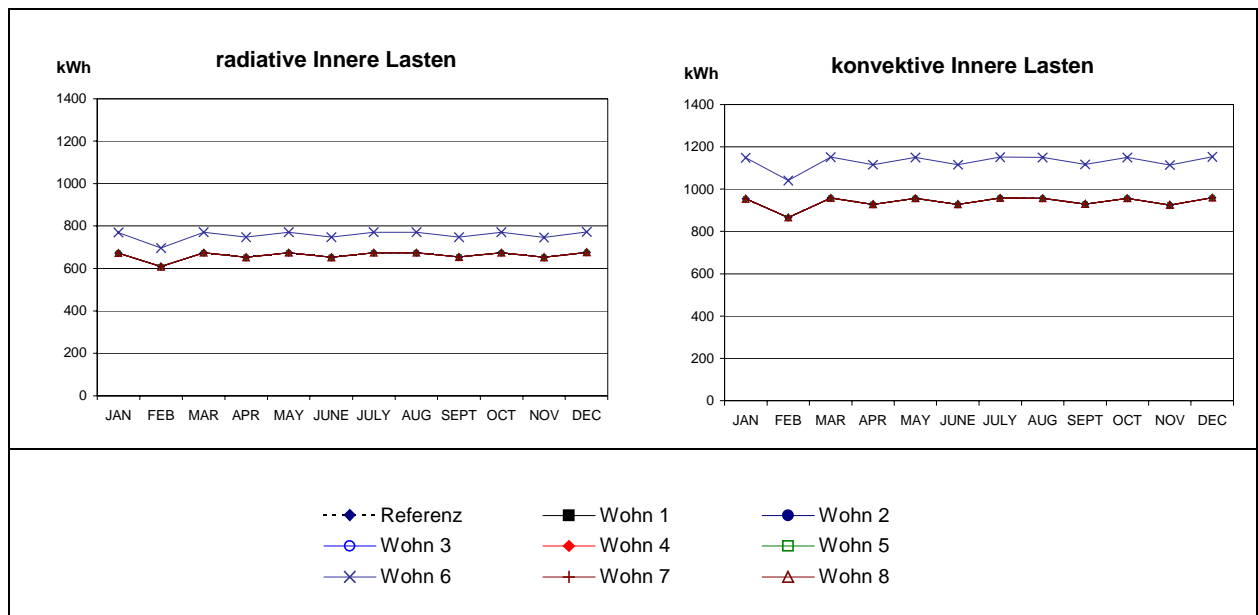 radiative Innere Lasten
kWh
1400
1200
1000
800
600
400
200
0
JAN FEB MAR APR MAY JUNE JULY AUG SEPT OCT NOV DEC
konvektive Innere Lasten
kWh
1400
1200
1000
800
600
400
200
0
JAN FEB MAR APR MAY JUNE JULY AUG SEPT OCT NOV DEC
Referenz Wohn 1 Wohn 2
Wohn 3 Wohn 4 Wohn 5
Wohn 6 Wohn 7 Wohn 8